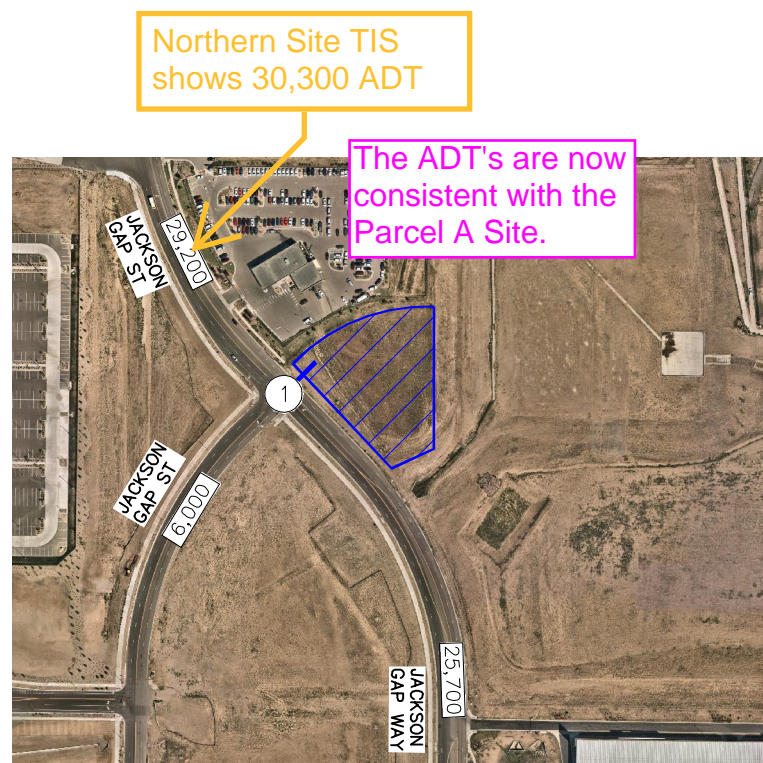 Northern Site TIS
shows 30,300 ADT
The ADT's are now
consistent with the
Parcel A Site.
JACKSON
GAP ST
29,200
1
JACKSON
GAP ST
6,000
JACKSON
GAP WAY
25,700